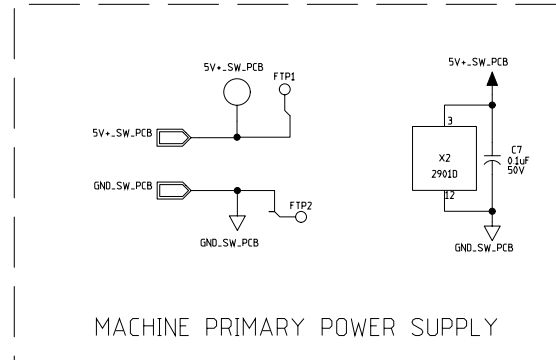 5V+_SW_PCB
FTP1
5V+_SW_PCB
GND_SW_PCB
FTP2
GND_SW_PCB
5V+_SW_PCB
3
X2
2901D
12
C7
0.1uF
50V
GND_SW_PCB
MACHINE PRIMARY POWER SUPPLY